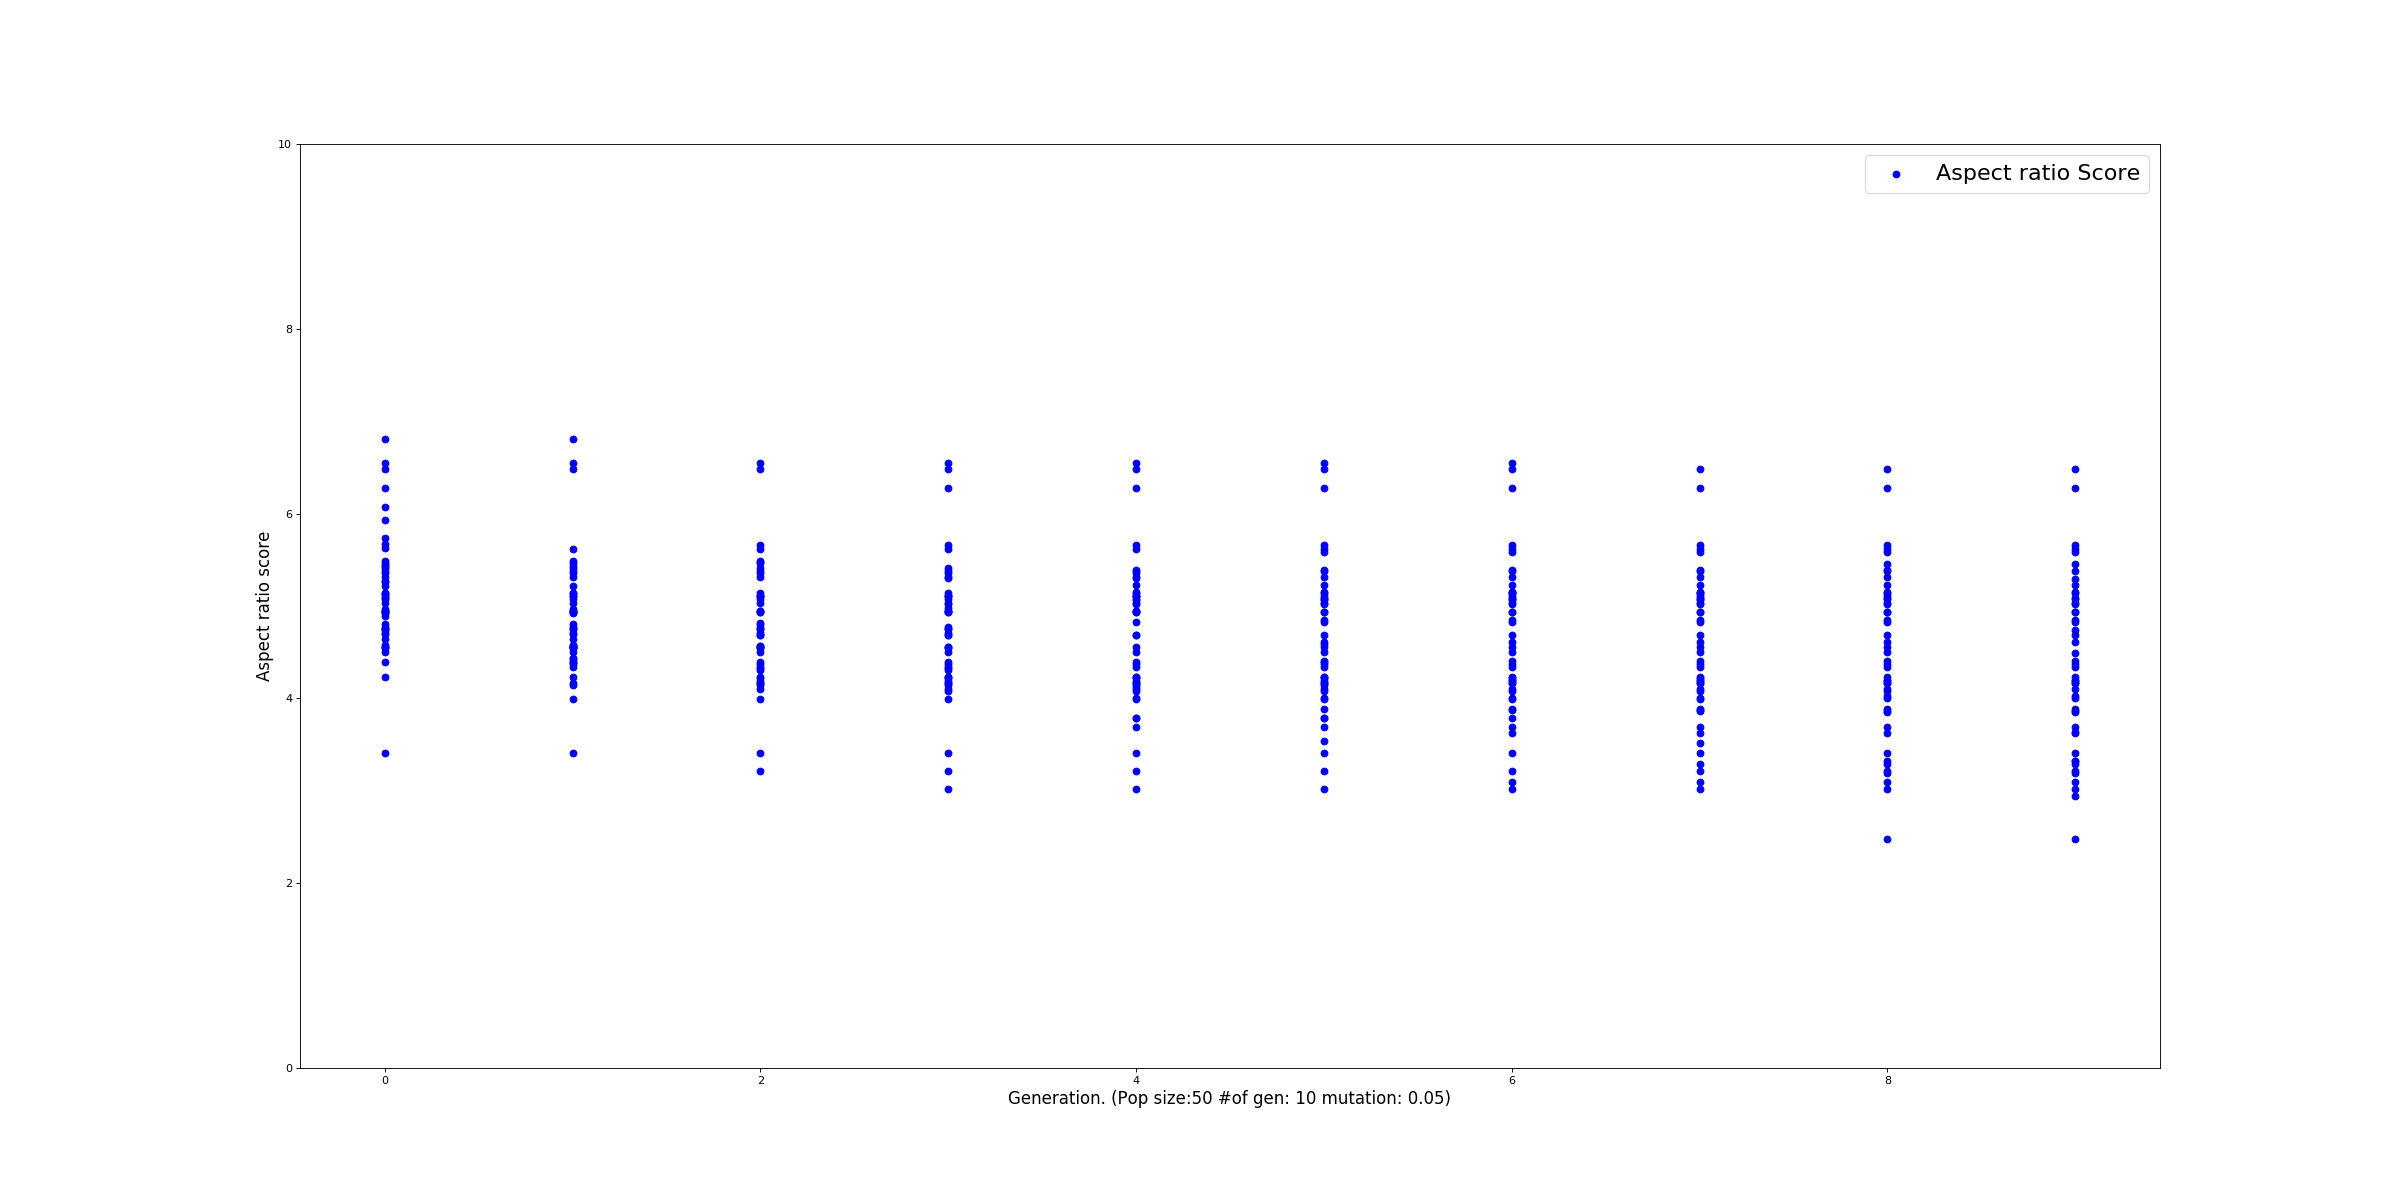 10
8
6
4
2
0
Aspect ratio score
Aspect ratio Score
0 2 4 6 8
Generation. (Pop size:50 #of gen: 10 mutation: 0.05)